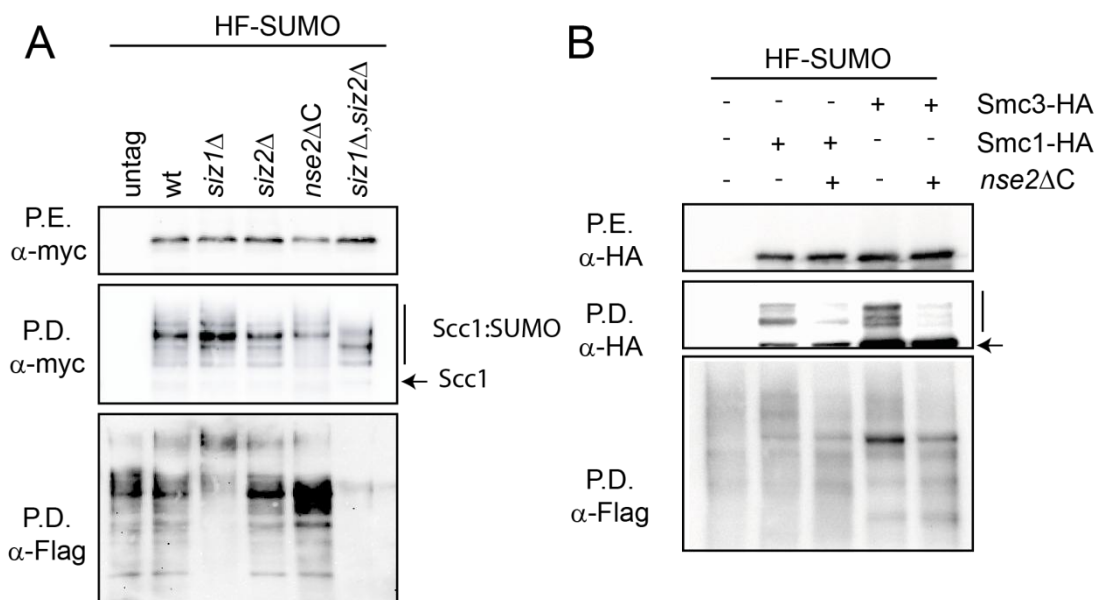 A
HF-SUMO
untag
wt
siz1Δ
siz2Δ
nse2ΔC
siz1Δ,siz2Δ
P.E.
α-myc
P.D.
α-myc
Scc1:SUMO
Scc1
P.D.
α-Flag
B
HF-SUMO
- - - + + Smc3-HA
- + + - - Smc1-HA
- - + - + nse2ΔC
P.E.
α-HA
P.D.
α-HA
P.D.
α-Flag